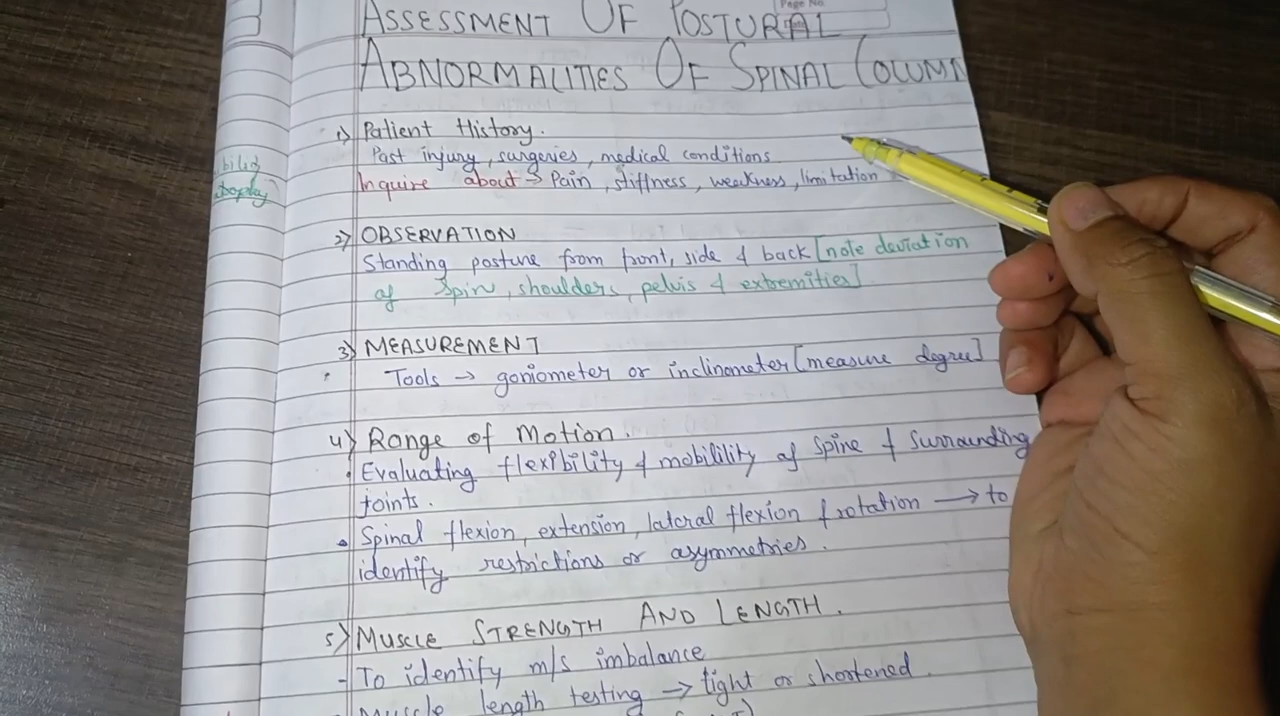 Page No.
ASSESSMENT OF POSTURAL
ABNORMALITIES OF SPINAL COLUMN
1) Patient History.
Past injury, surgeries, medical conditions
Inquire about → Pain, stiffness, weakness, limitation
2) OBSERVATION
Standing posture from front, side & back [note deviation
of spin, shoulders, pelvis & extremities].
3) MEASUREMENT
Tools → goniometer or inclinometer [measure degree]
4) Range of Motion.
• Evaluating flexibility & mobility of spine & surrounding
joints.
• Spinal flexion, extension, lateral flexion & rotation → to
identify restrictions or asymmetries.
5) MUSCLE STRENGTH AND LENGTH.
- To identify m/s imbalance
Muscle length testing → tight or shortened.